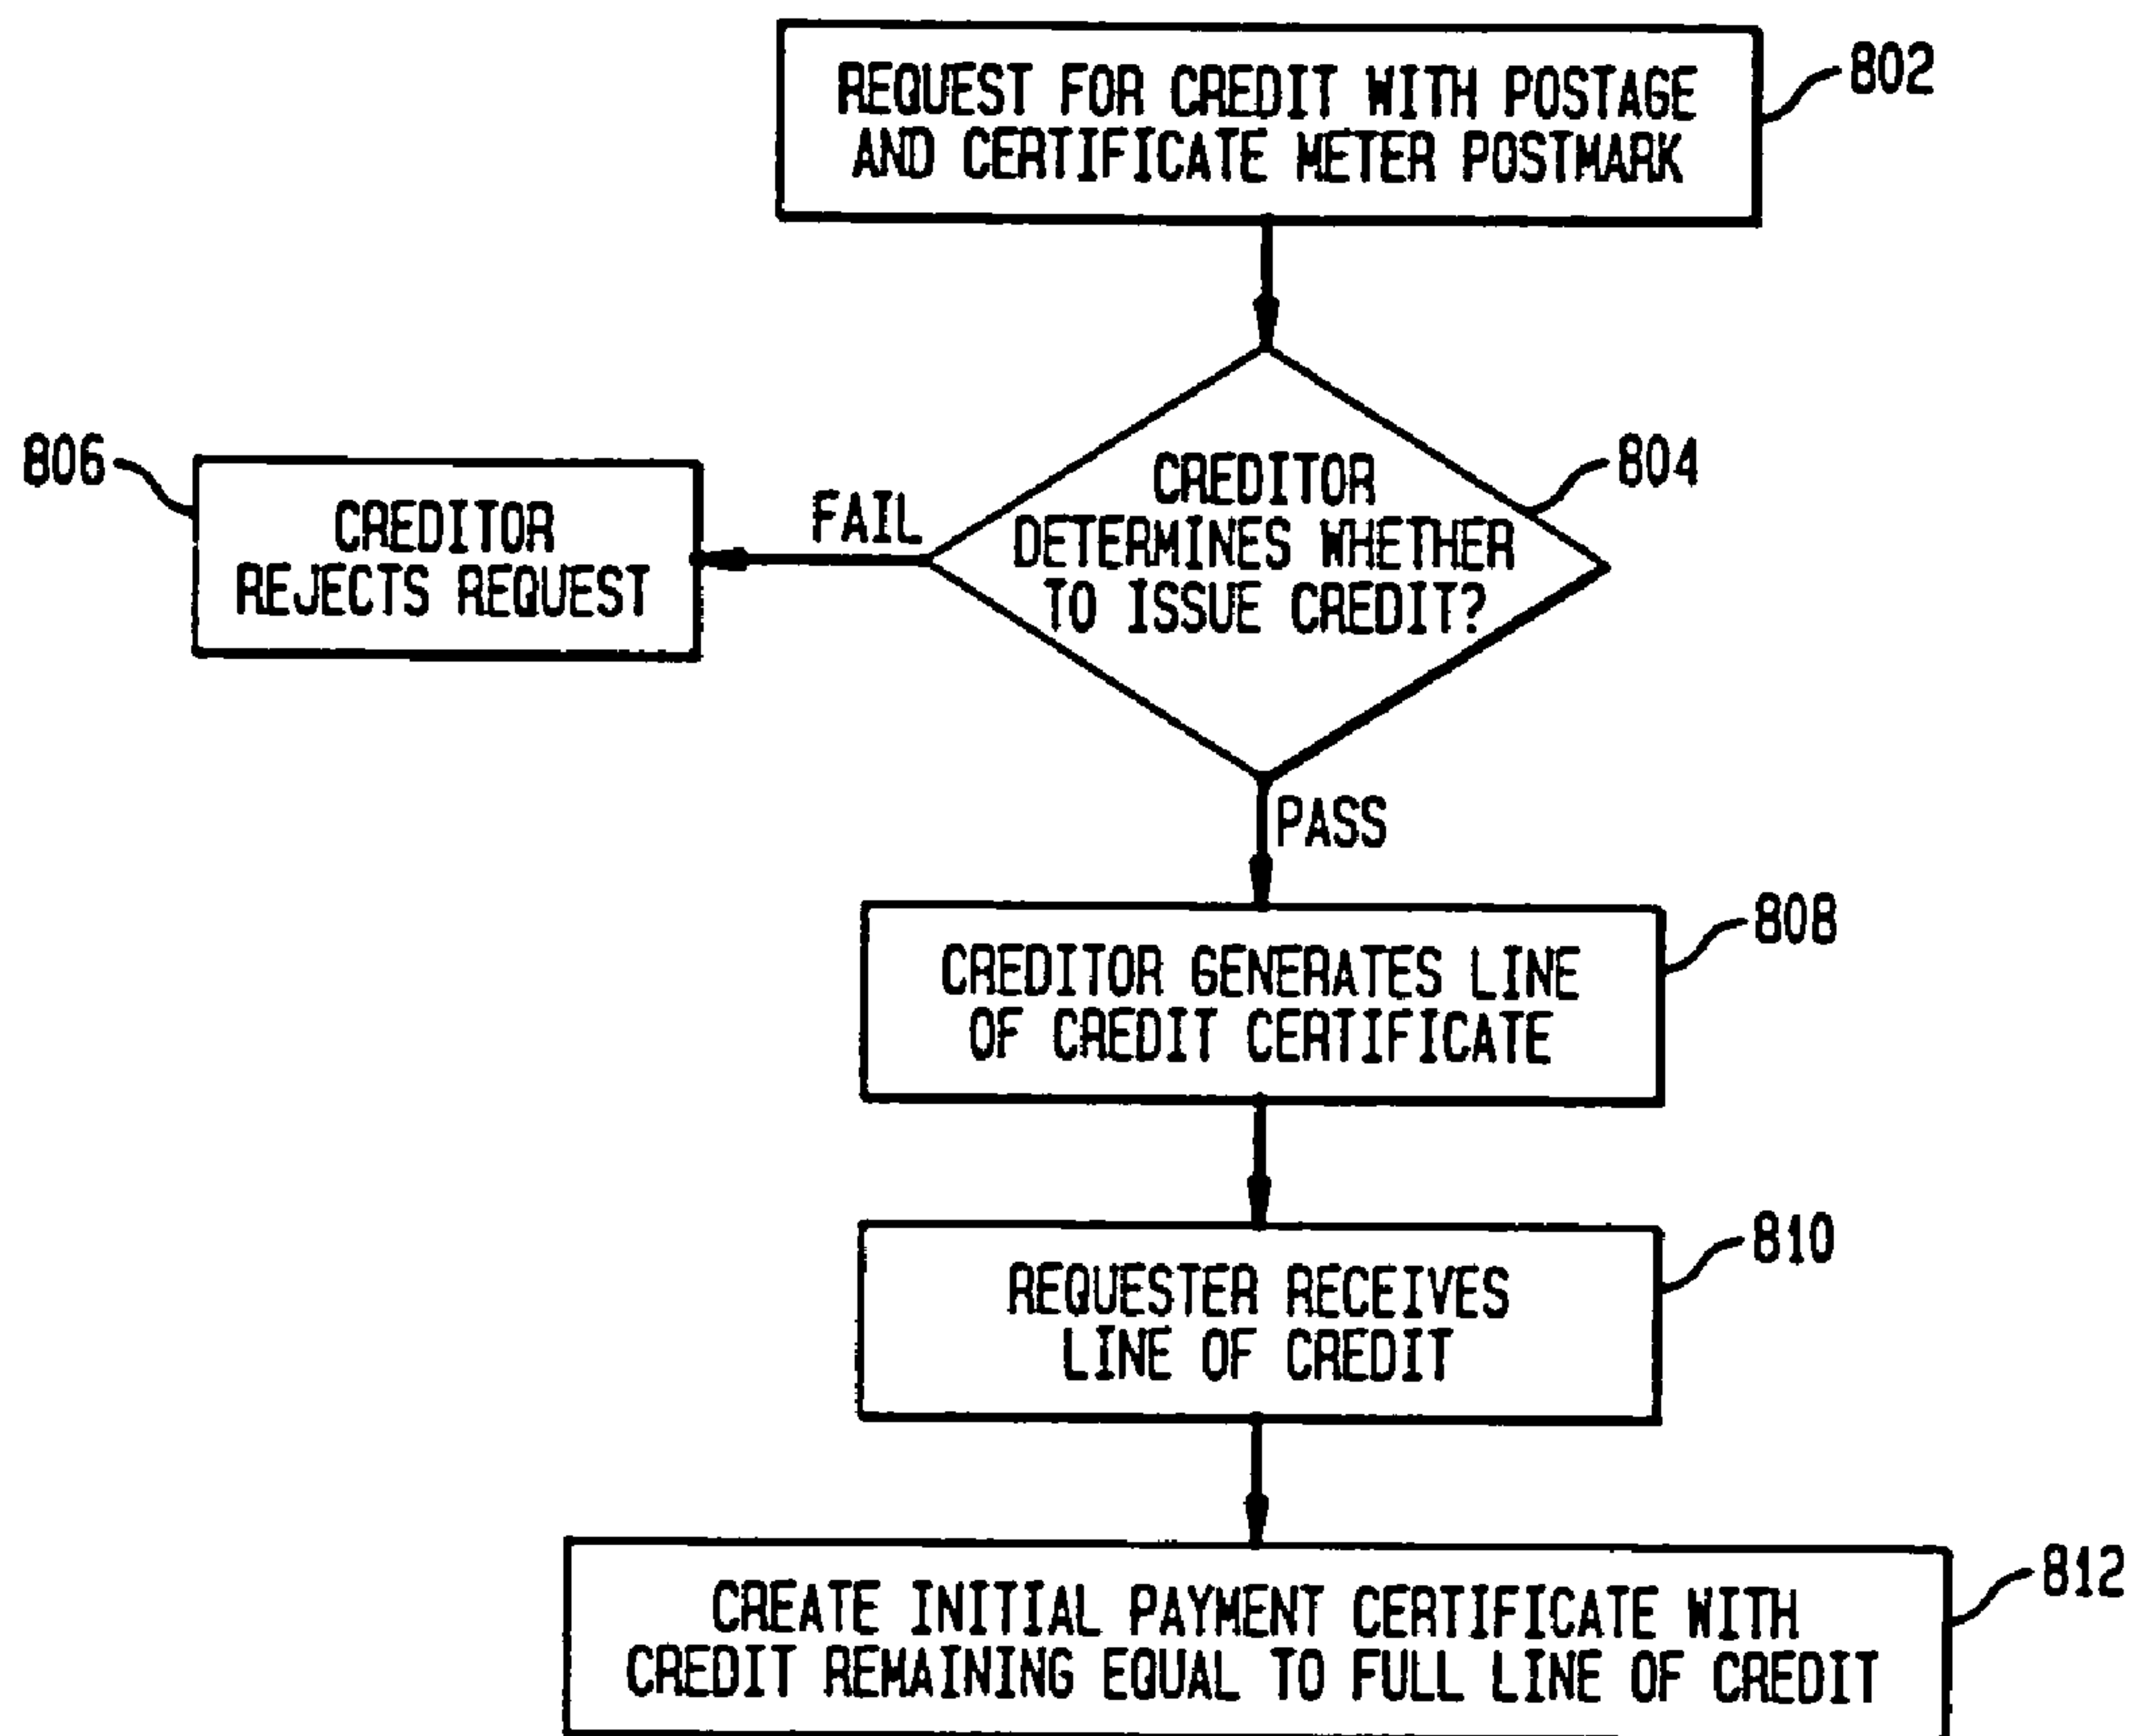 REQUEST FOR CREDIT WITH POSTAGE
AND CERTIFICATE METER POSTMARK
802
CREDITOR
DETERMINES WHETHER
TO ISSUE CREDIT?
804
FAIL
806
CREDITOR
REJECTS REQUEST
PASS
CREDITOR GENERATES LINE
OF CREDIT CERTIFICATE
808
REQUESTER RECEIVES
LINE OF CREDIT
810
CREATE INITIAL PAYMENT CERTIFICATE WITH
CREDIT REMAINING EQUAL TO FULL LINE OF CREDIT
812